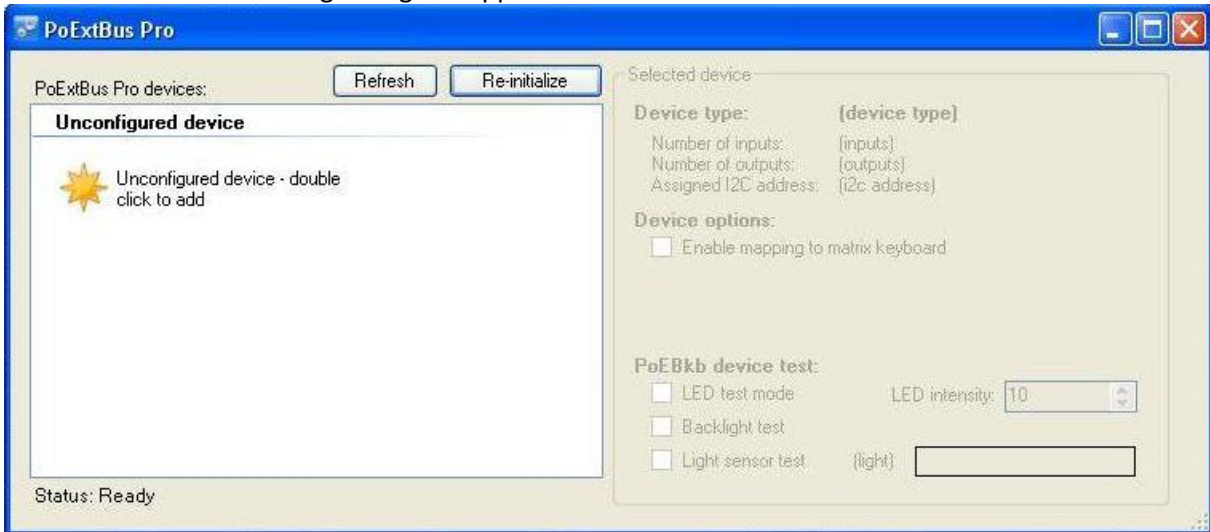 PoExtBus Pro
PoExtBus Pro devices:
Refresh
Re-initialize
Unconfigured device
Unconfigured device - double
click to add
Status: Ready
Selected device
Device type: (device type)
Number of inputs: (inputs)
Number of outputs: (outputs)
Assigned I2C address: (i2c address)
Device options:
Enable mapping to matrix keyboard
PoEBkb device test:
LED test mode LED intensity: 10
Backlight test
Light sensor test (light)